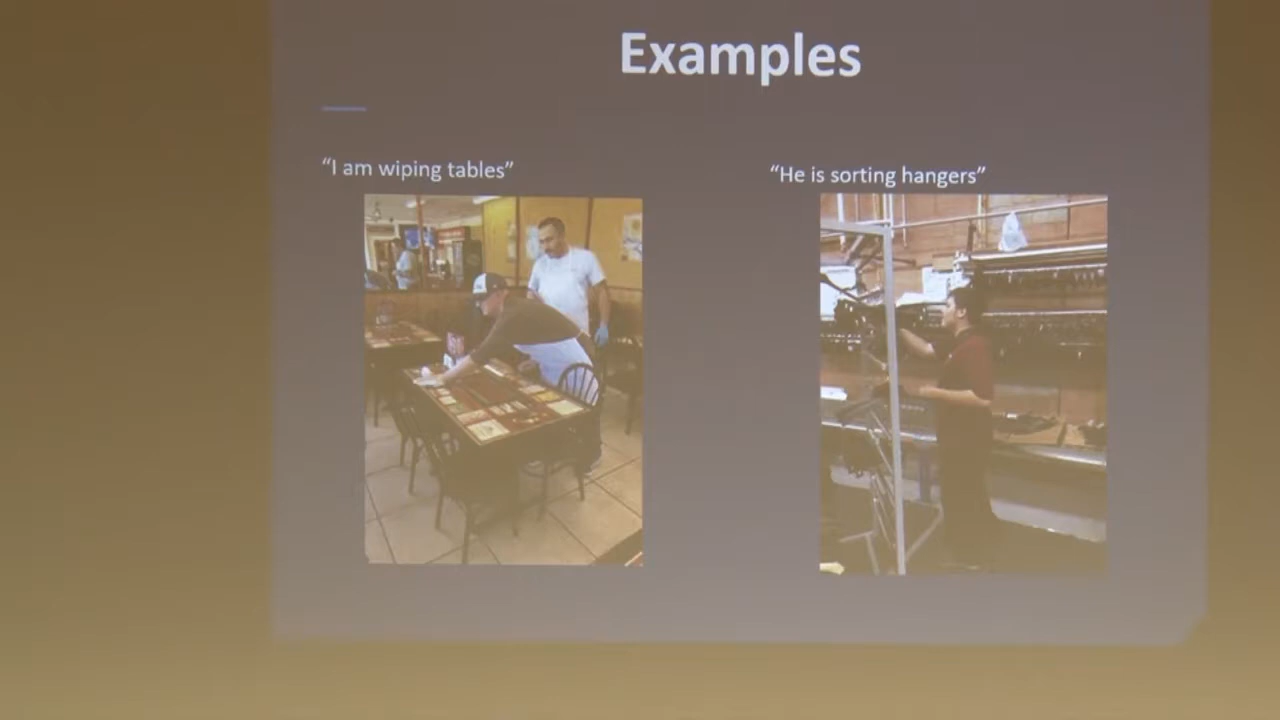 Examples
“I am wiping tables”
“He is sorting hangers”